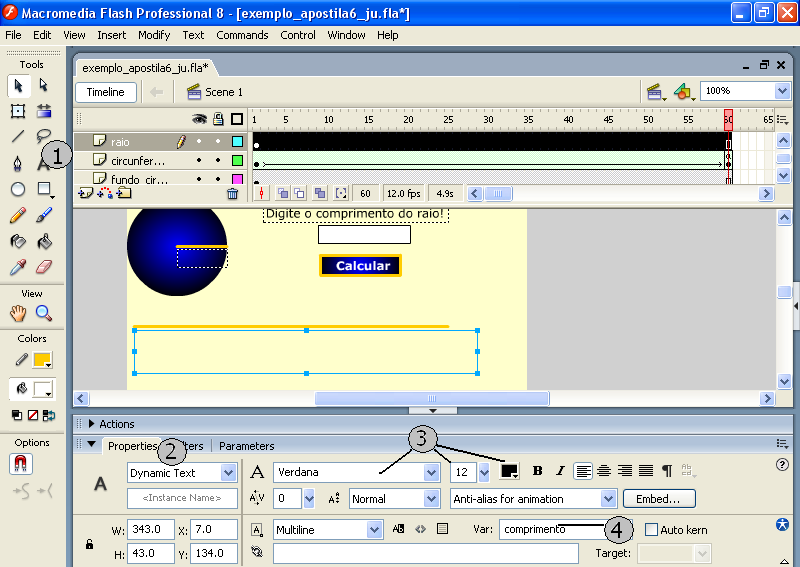 Macromedia Flash Professional 8 - [exemplo_apostila6_ju.fla*]
File Edit View Insert Modify Text Commands Control Window Help
Tools
exemplo_apostila6_ju.fla*
Timeline Scene 1 100%
1 5 10 15 20 25 30 35 40 45 50 55 60 65
raio
circunfer...
fundo cir...
60 12.0 fps 4.9s
1
Digite o comprimento do raio!
Calcular
View
Colors
Options
Actions
Properties Parameters
2
3
A Dynamic Text A Verdana 12 B I
<Instance Name> A V 0 Normal Anti-alias for animation Embed...
W: 343.0 X: 7.0 Multiline Var: comprimento 4 Auto kern
H: 43.0 Y: 134.0 Target: